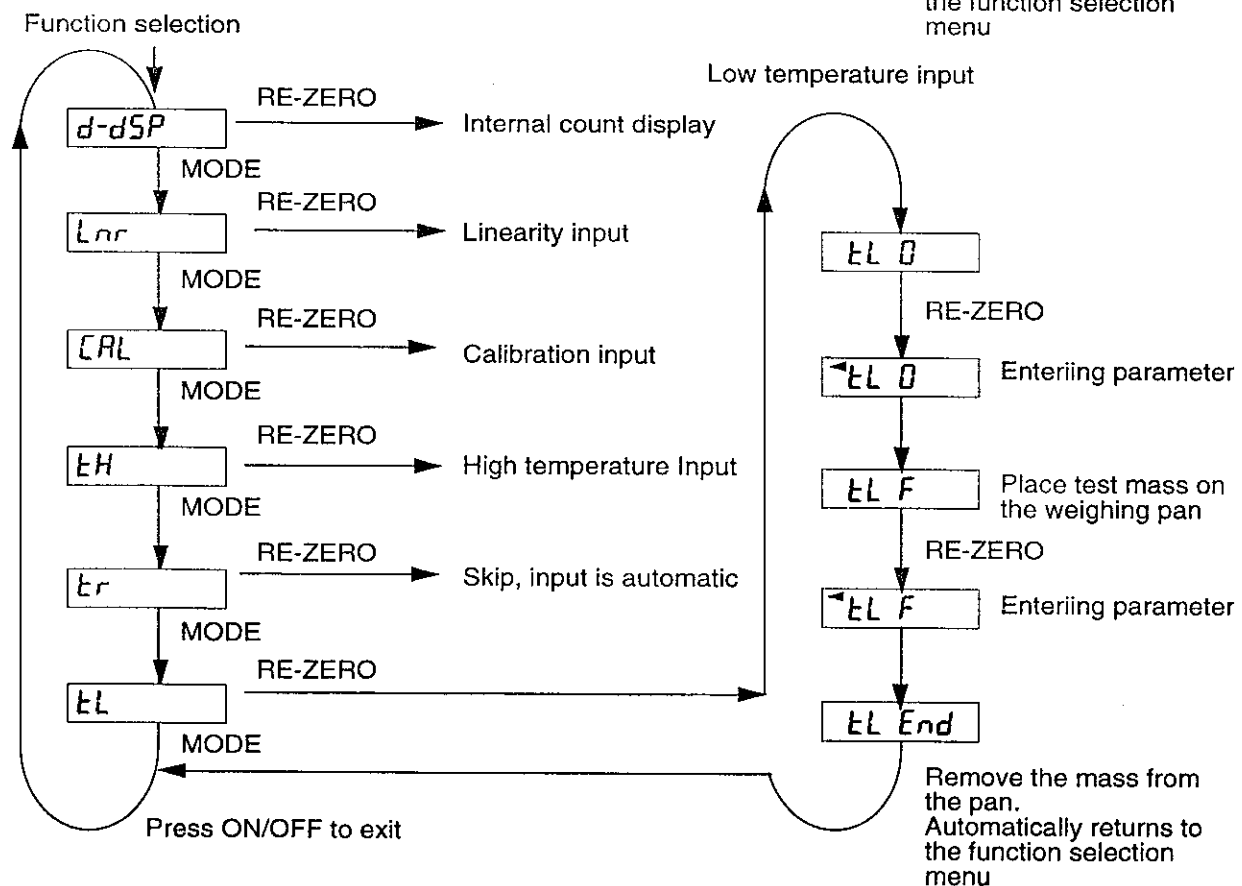 the function selection
menu
Function selection
Low temperature input
d-dSP
RE-ZERO
Internal count display
MODE
Lnr
RE-ZERO
Linearity input
MODE
CAL
RE-ZERO
Calibration input
MODE
tH
RE-ZERO
High temperature Input
MODE
tr
RE-ZERO
Skip, input is automatic
MODE
tL
RE-ZERO
MODE
Press ON/OFF to exit
tL 0
RE-ZERO
tL 0
Enteriing parameter
tL F
Place test mass on
the weighing pan
RE-ZERO
tL F
Enteriing parameter
tL End
Remove the mass from
the pan.
Automatically returns to
the function selection
menu